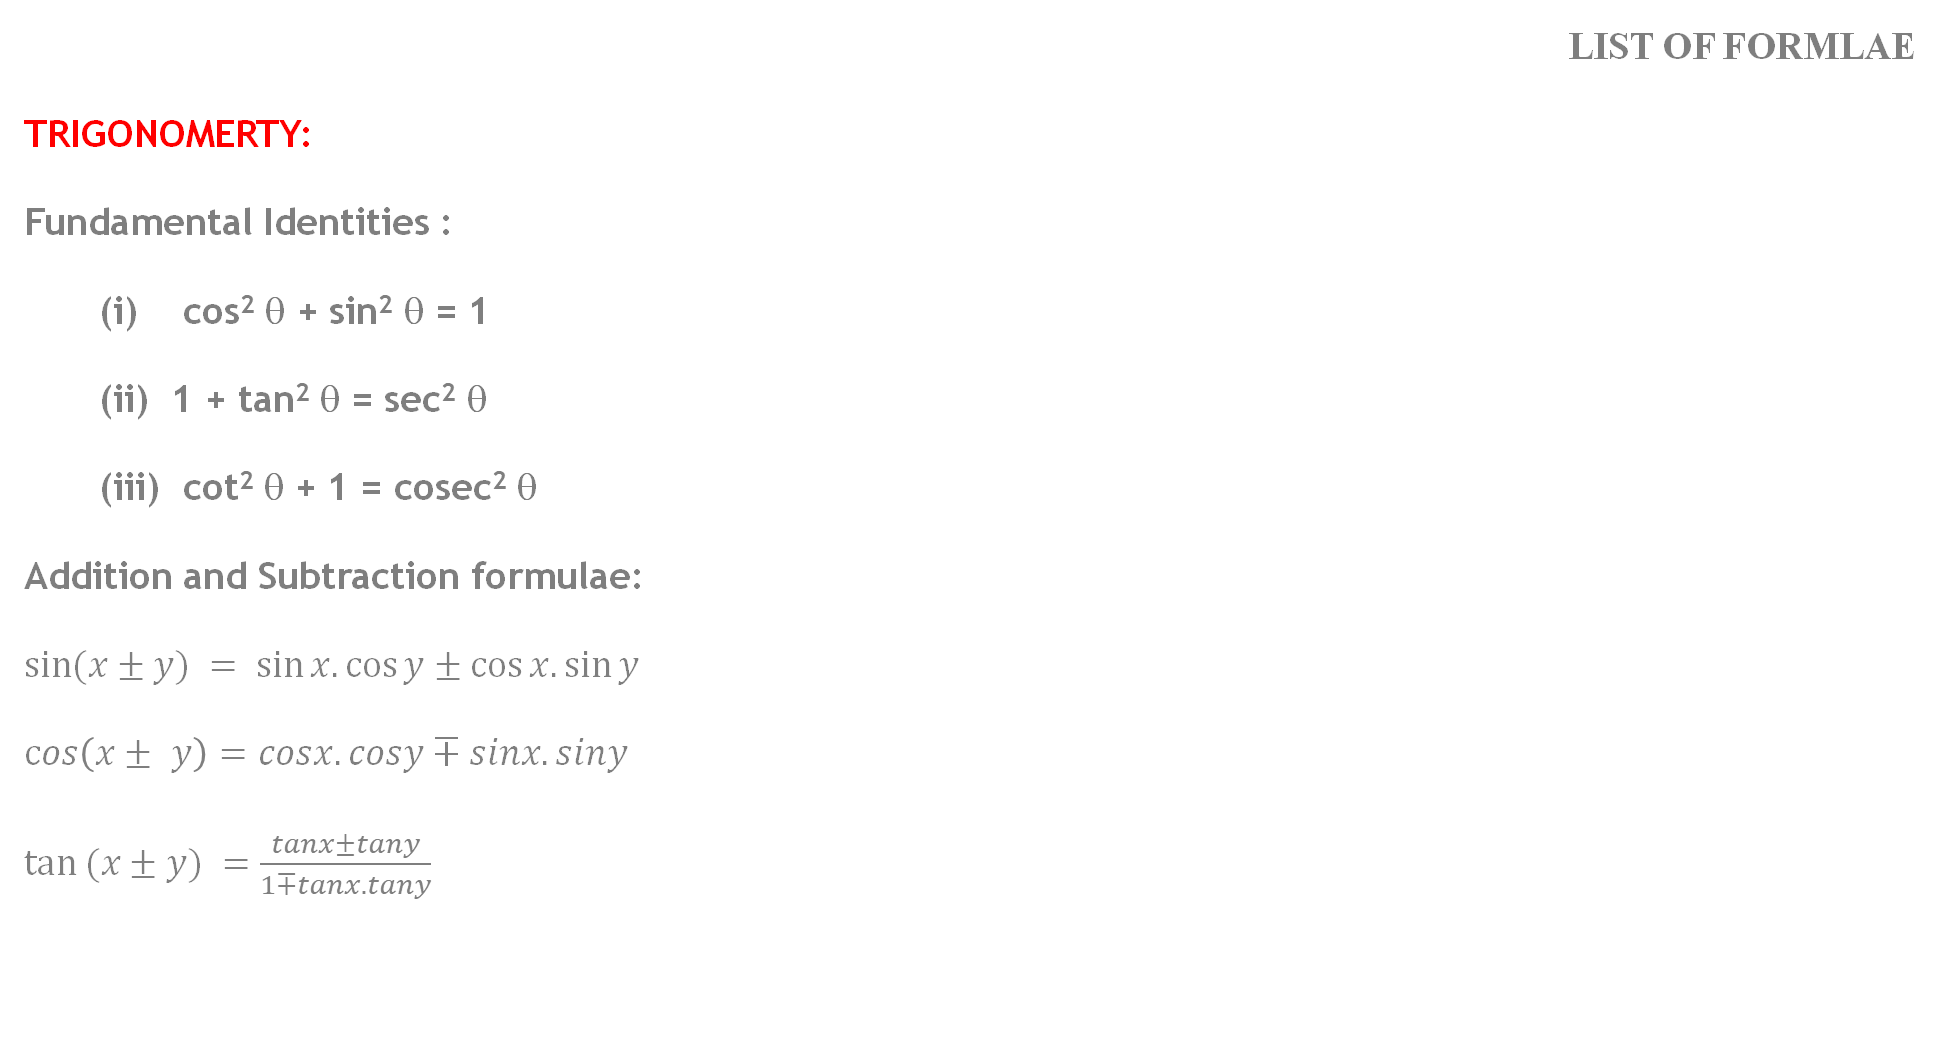 LIST OF FORMLAE
TRIGONOMERTY:
Fundamental Identities :
(i) cos² θ + sin² θ = 1
(ii) 1 + tan² θ = sec² θ
(iii) cot² θ + 1 = cosec² θ
Addition and Subtraction formulae:
sin(x ± y) = sin x. cos y ± cos x. sin y
cos(x ± y) = cosx. cosy ∓ sinx. siny
tan (x ± y) = tanx±tany / 1∓tanx.tany